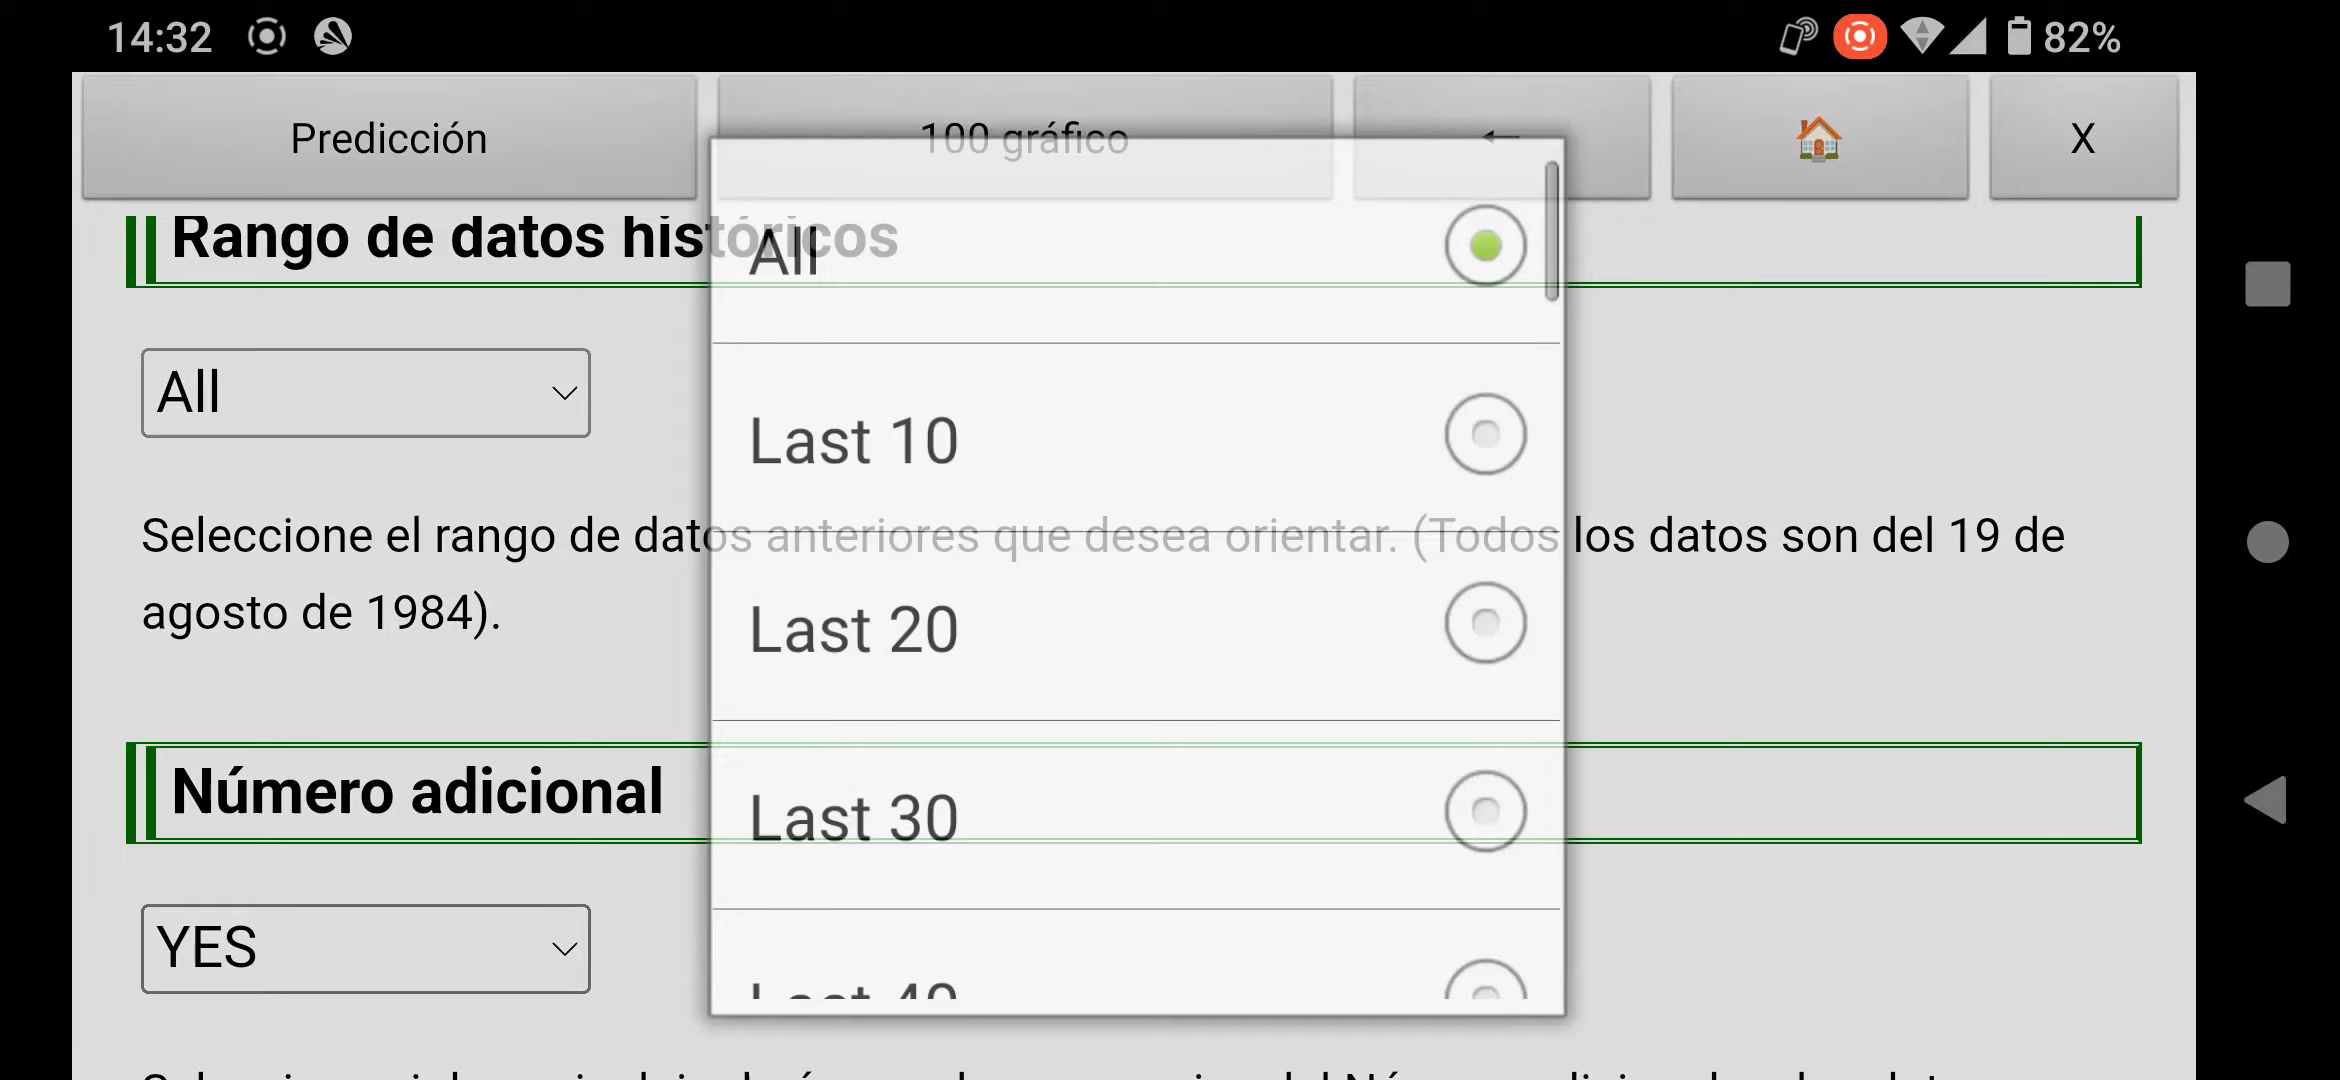 14:32
82%
Predicción
100 gráfico
←
X
Rango de datos históricos
All
All
Last 10
Seleccione el rango de datos anteriores que desea orientar. (Todos los datos son del 19 de
agosto de 1984).
Last 20
Número adicional
Last 30
YES
Last 40